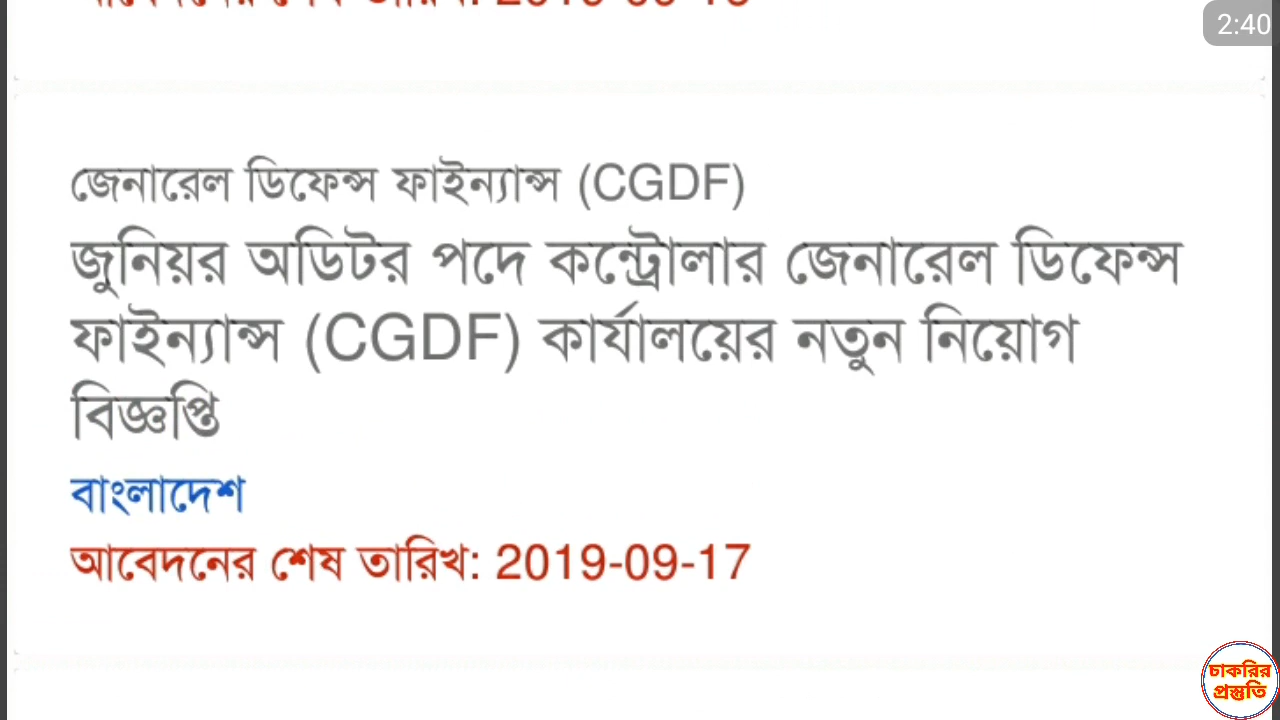 2:40
জেনারেল ডিফেন্স ফাইন্যান্স (CGDF)
জুনিয়র অডিটর পদে কন্ট্রোলার জেনারেল ডিফেন্স
ফাইন্যান্স (CGDF) কার্যালয়ের নতুন নিয়োগ
বিজ্ঞপ্তি
বাংলাদেশ
আবেদনের শেষ তারিখ: 2019-09-17
চাকরির
প্রস্তুতি